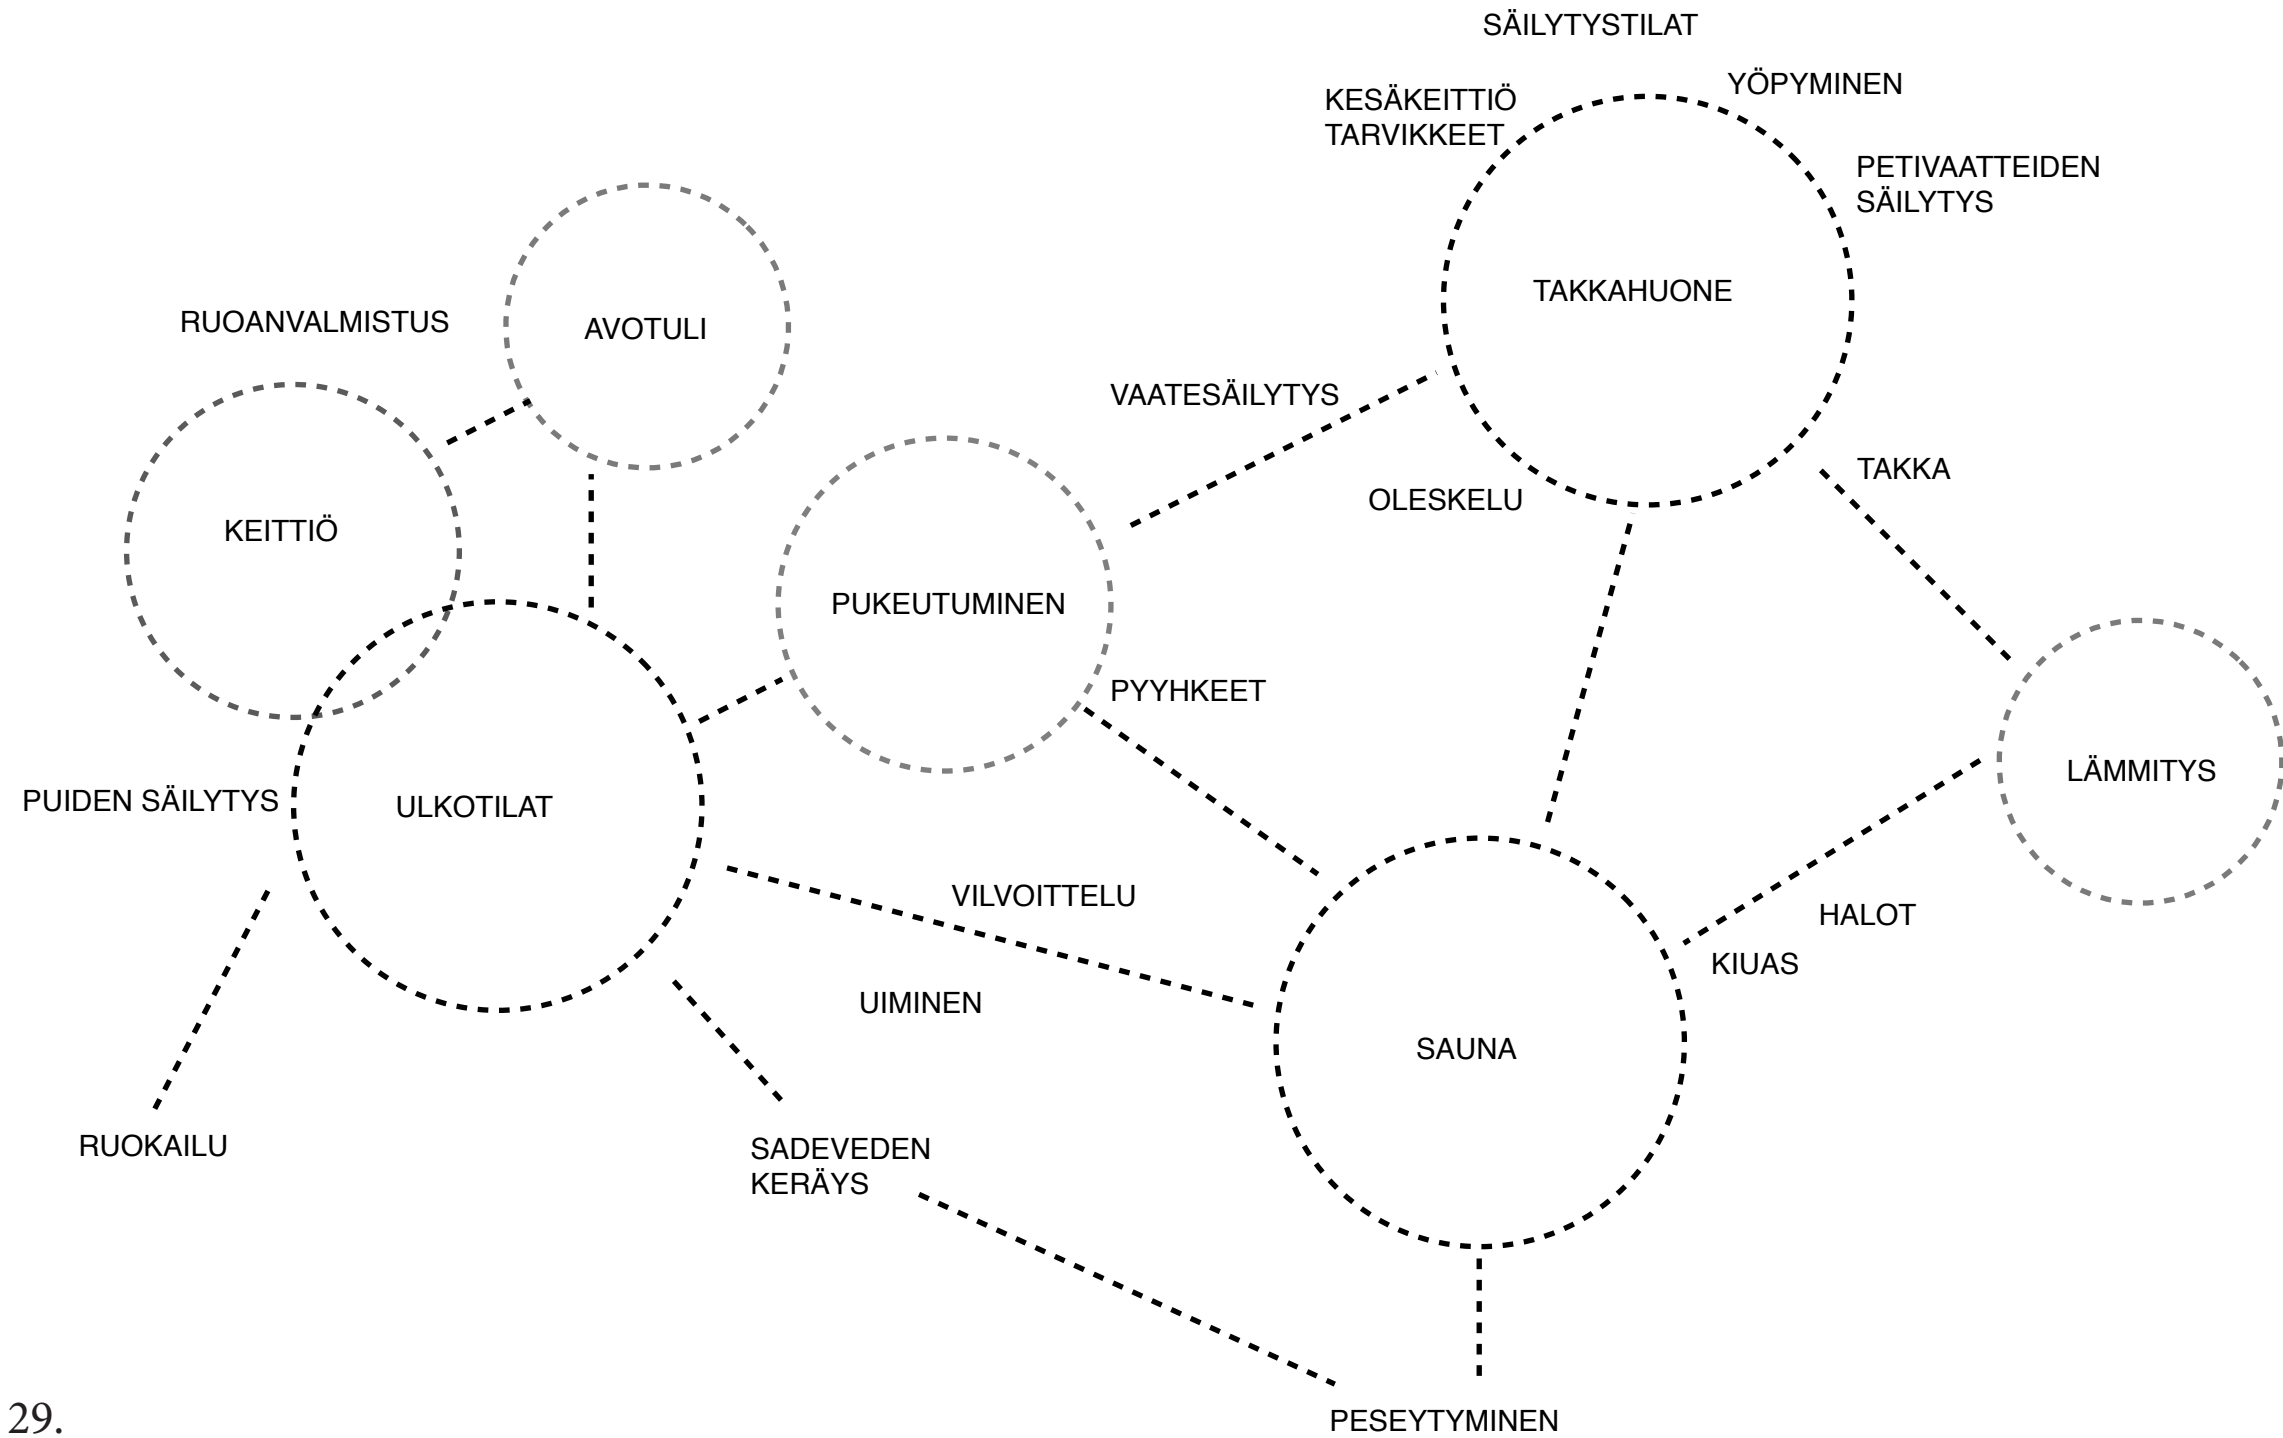 SÄILYTYSTILAT
YÖPYMINEN
KESÄKEITTIÖ
TARVIKKEET
PETIVAATTEIDEN
SÄILYTYS
TAKKAHUONE
RUOANVALMISTUS
AVOTULI
VAATESÄILYTYS
TAKKA
OLESKELU
KEITTIÖ
PUKEUTUMINEN
PYYHKEET
LÄMMITYS
PUIDEN SÄILYTYS
ULKOTILAT
VILVOITTELU
HALOT
KIUAS
UIMINEN
SAUNA
RUOKAILU
SADEVEDEN
KERÄYS
PESEYTYMINEN
29.